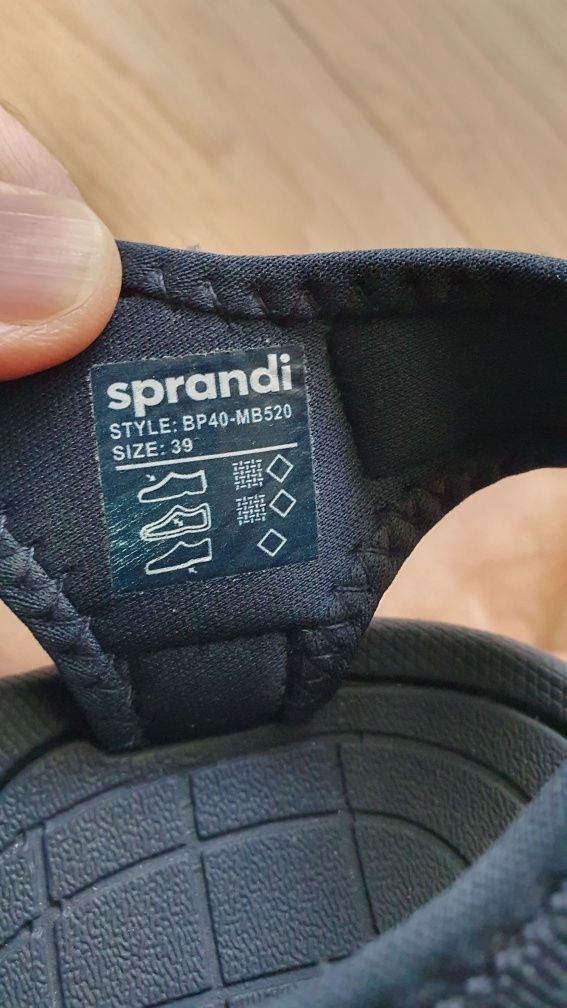 sprandi
STYLE: BP40-MB520
SIZE: 39